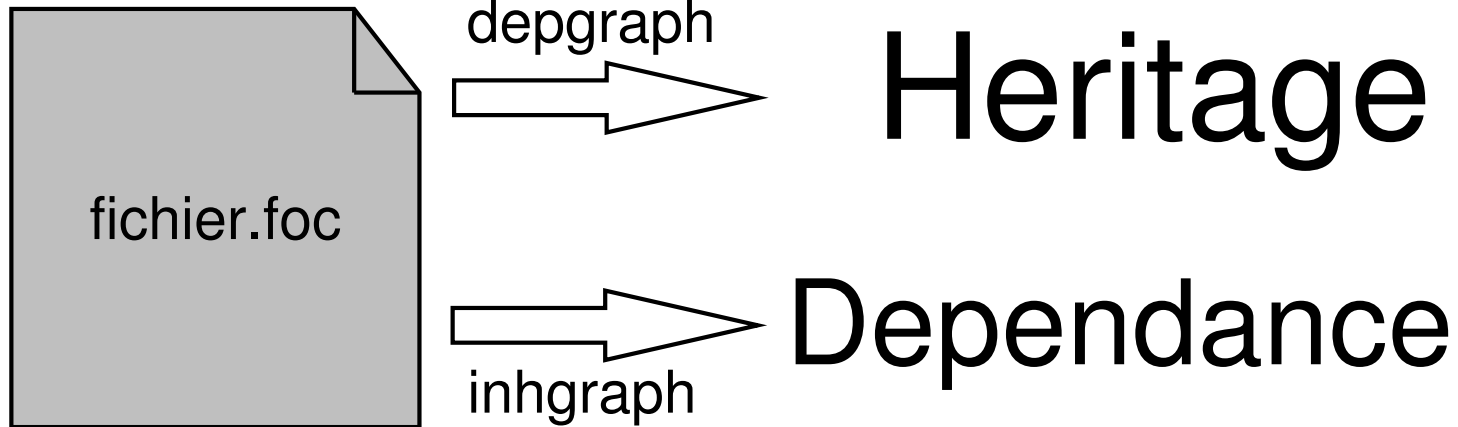 depgraph
Heritage
fichier.foc
Dependance
inhgraph